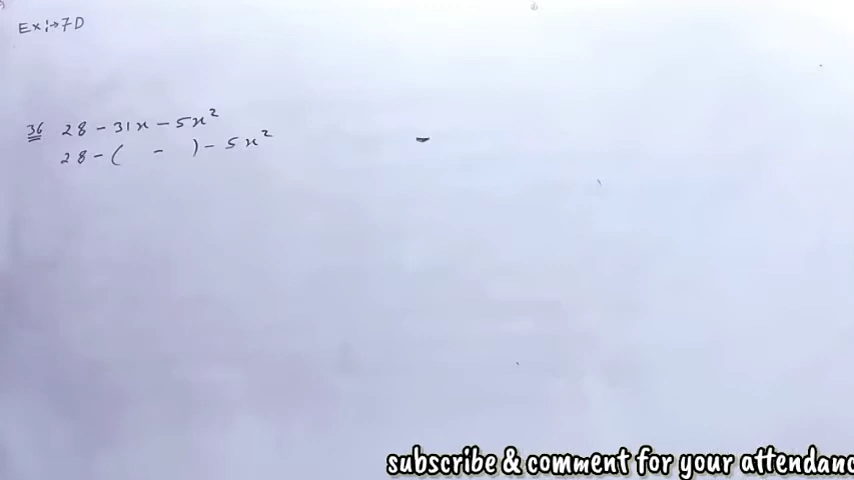 Ex:→7D
36 28 - 31x - 5x²
28 - ( - ) - 5x²
subscribe & comment for your attendanc